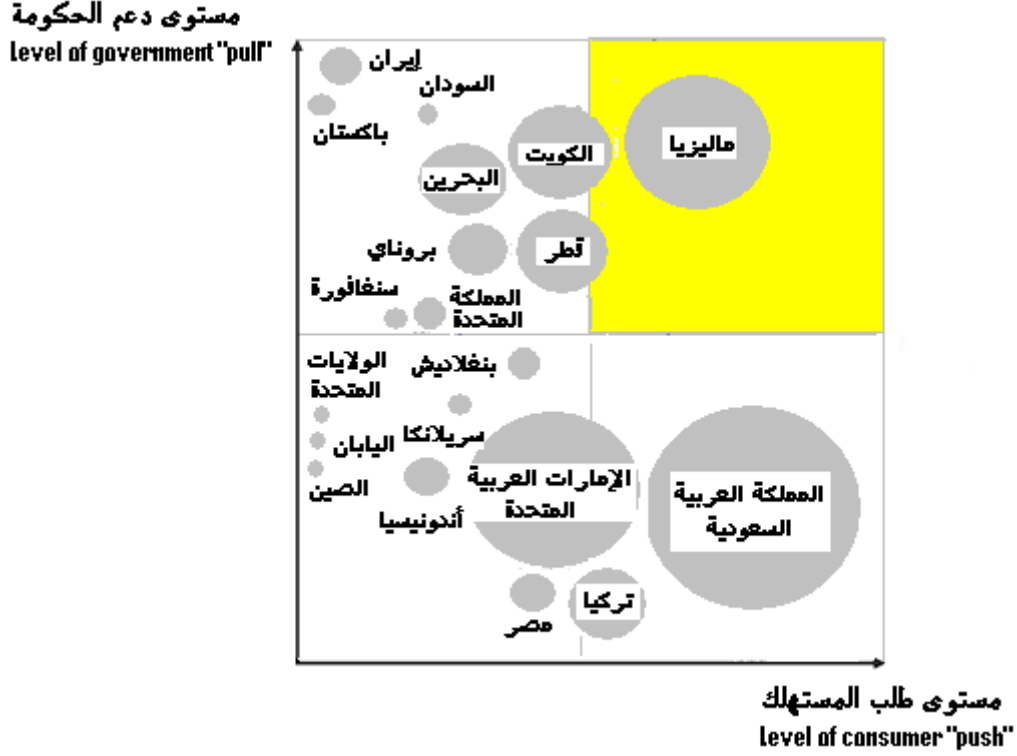 مستوى دعم الحكومة
Level of government "pull"
إيران
السودان
باكستان
الكويت
ماليزيا
البحرين
قطر
بروناي
سنغافورة
المملكة
المتحدة
الولايات
المتحدة
بنغلاديش
اليابان
سريلانكا
الصين
الإمارات العربية
المتحدة
المملكة العربية
السعودية
أندونيسيا
تركيا
مصر
مستوى طلب المستهلك
Level of consumer "push"